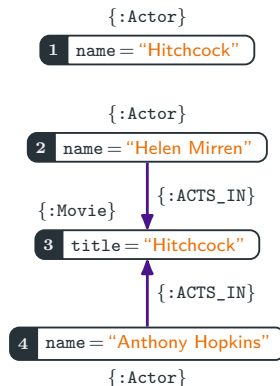 {:Actor}
1 name = “Hitchcock”
{:Actor}
2 name = “Helen Mirren”
{:ACTS_IN}
{:Movie}
3 title = “Hitchcock”
{:ACTS_IN}
4 name = “Anthony Hopkins”
{:Actor}